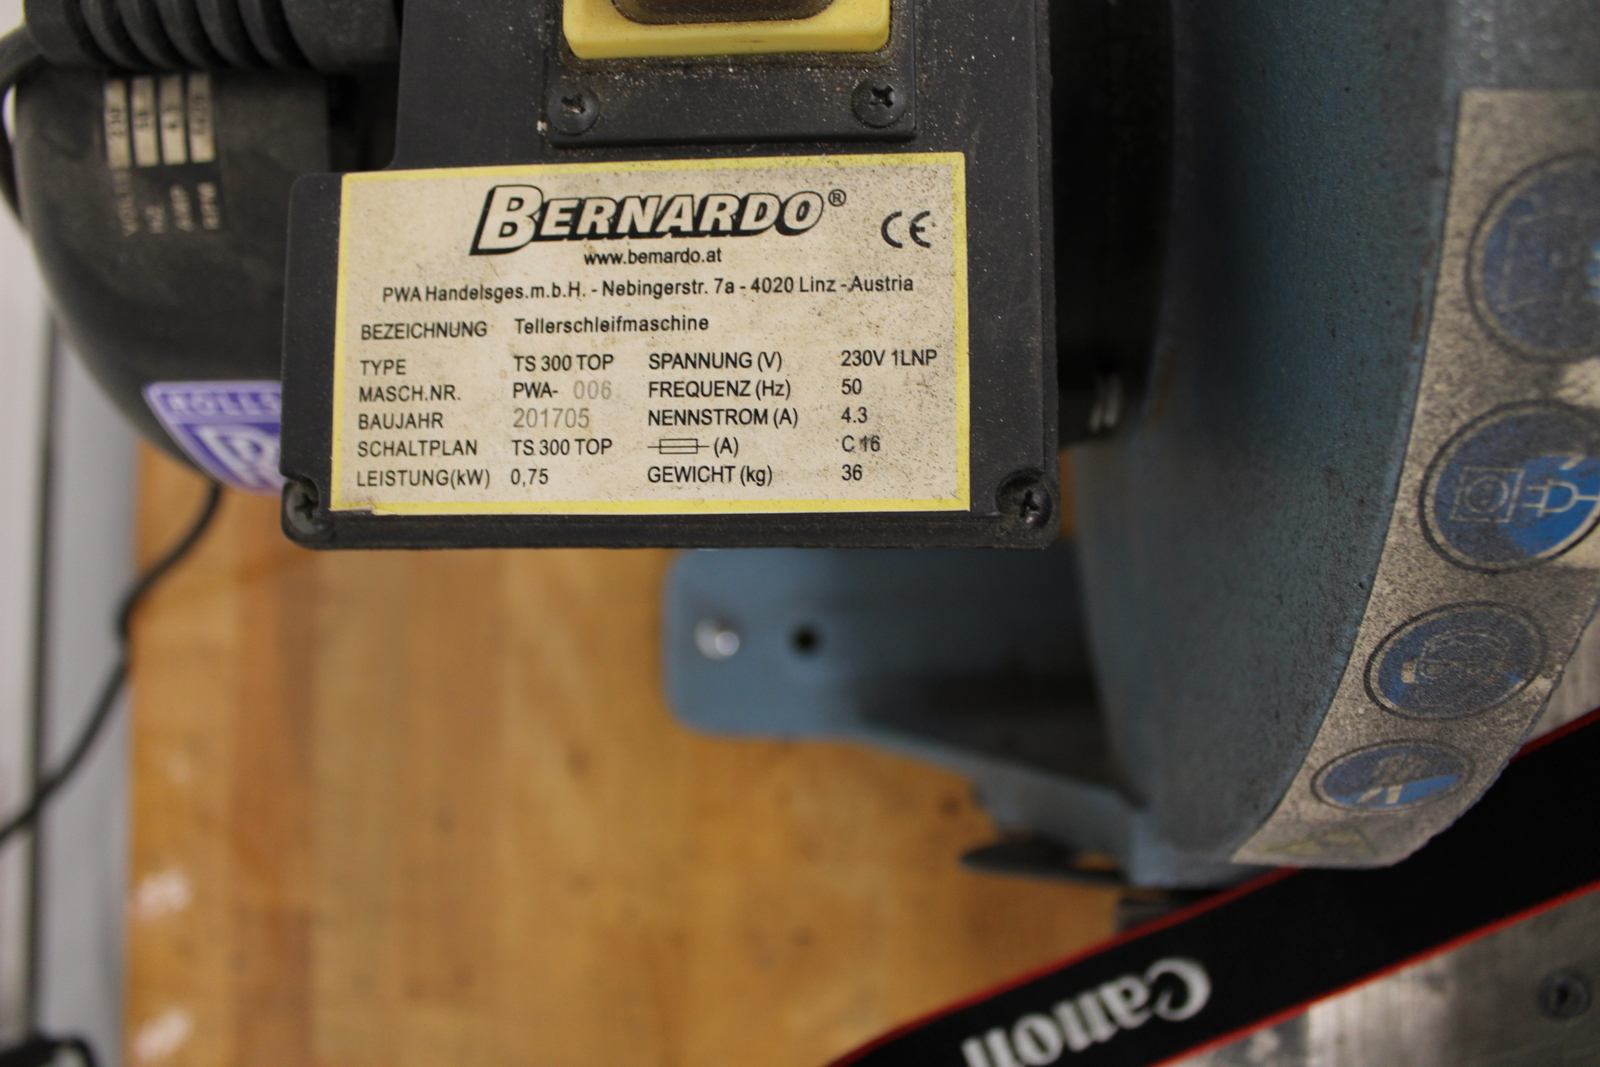 BERNARDO®
CE
www.bernardo.at
PWA Handelsges.m.b.H. - Nebingerstr. 7a - 4020 Linz - Austria
BEZEICHNUNG Tellerschleifmaschine
TYPE TS 300 TOP SPANNUNG (V) 230V 1LNP
MASCH.NR. PWA- 006 FREQUENZ (Hz) 50
BAUJAHR 201705 NENNSTROM (A) 4.3
SCHALTPLAN TS 300 TOP (A) C 16
LEISTUNG(kW) 0,75 GEWICHT (kg) 36
Canon